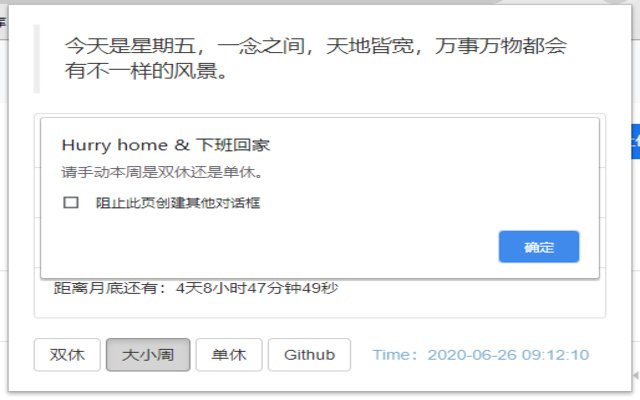 今天是星期五，一念之间，天地皆宽，万事万物都会
有不一样的风景。
Hurry home & 下班回家
请手动本周是双休还是单休。
阻止此页创建其他对话框
确定
距离月底还有：4天8小时47分钟49秒
双休 大小周 单休 Github Time：2020-06-26 09:12:10